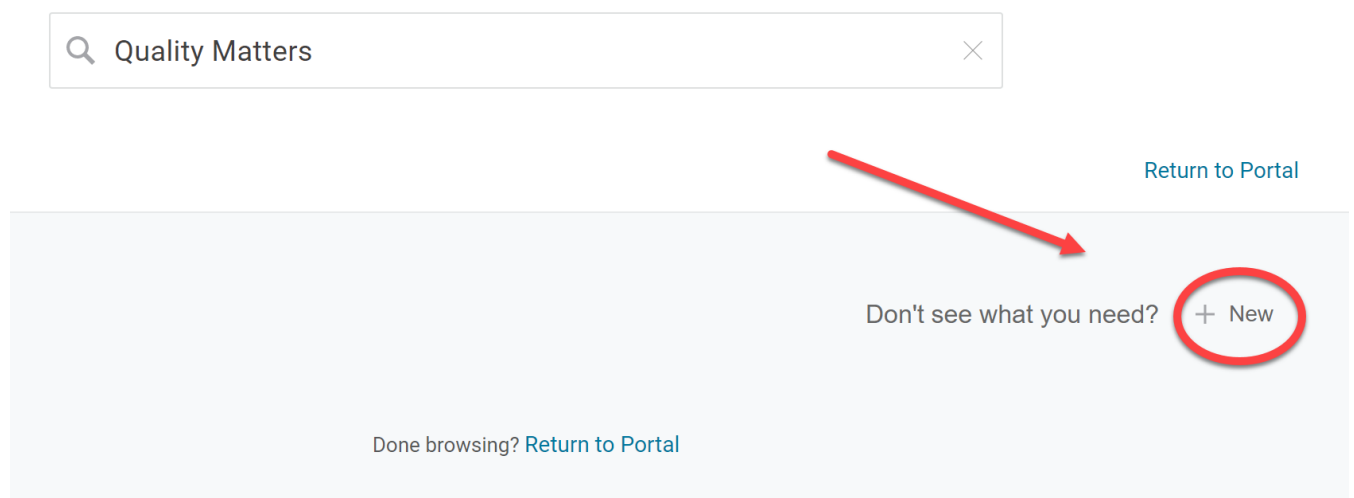 Quality Matters
Return to Portal
Don't see what you need? + New
Done browsing? Return to Portal